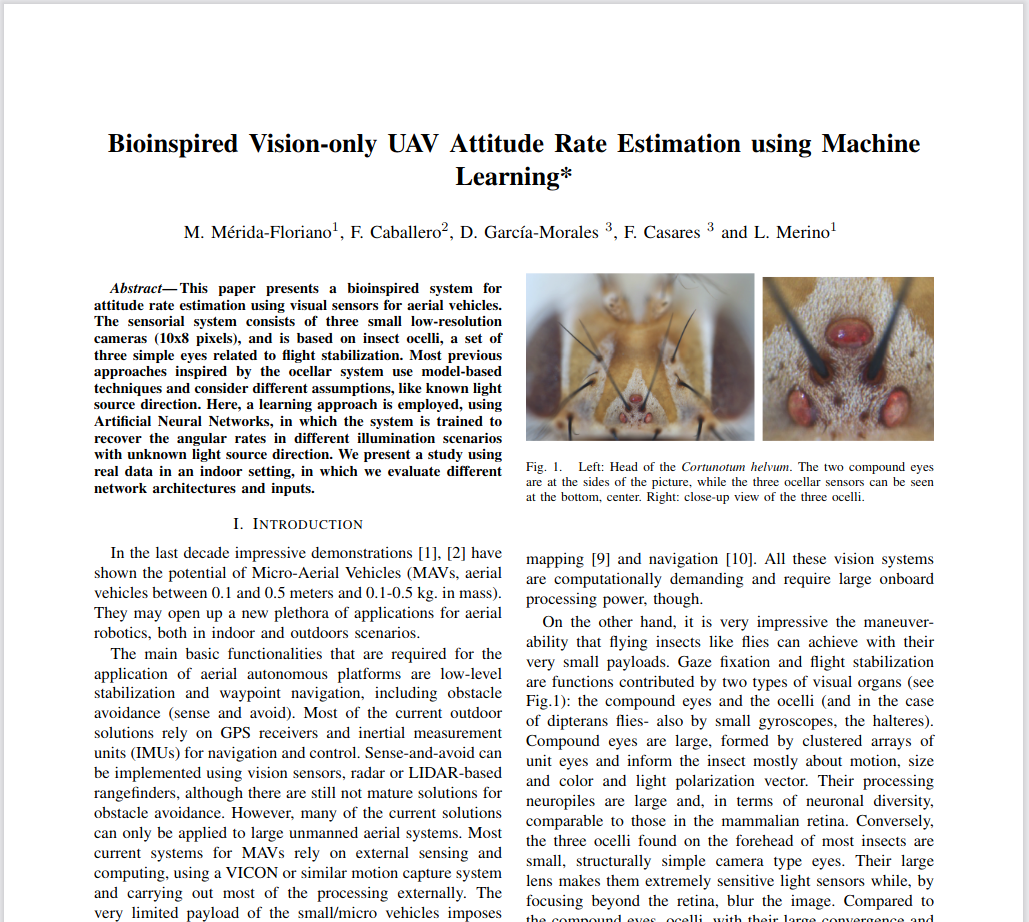 Bioinspired Vision-only UAV Attitude Rate Estimation using Machine
Learning*
M. Mérida-Floriano1, F. Caballero2, D. García-Morales 3, F. Casares 3 and L. Merino1
Abstract—This paper presents a bioinspired system for
attitude rate estimation using visual sensors for aerial vehicles.
The sensorial system consists of three small low-resolution
cameras (10x8 pixels), and is based on insect ocelli, a set of
three simple eyes related to flight stabilization. Most previous
approaches inspired by the ocellar system use model-based
techniques and consider different assumptions, like known light
source direction. Here, a learning approach is employed, using
Artificial Neural Networks, in which the system is trained to
recover the angular rates in different illumination scenarios
with unknown light source direction. We present a study using
real data in an indoor setting, in which we evaluate different
network architectures and inputs.
I. INTRODUCTION
In the last decade impressive demonstrations [1], [2] have
shown the potential of Micro-Aerial Vehicles (MAVs, aerial
vehicles between 0.1 and 0.5 meters and 0.1-0.5 kg. in mass).
They may open up a new plethora of applications for aerial
robotics, both in indoor and outdoors scenarios.
The main basic functionalities that are required for the
application of aerial autonomous platforms are low-level
stabilization and waypoint navigation, including obstacle
avoidance (sense and avoid). Most of the current outdoor
solutions rely on GPS receivers and inertial measurement
units (IMUs) for navigation and control. Sense-and-avoid can
be implemented using vision sensors, radar or LIDAR-based
rangefinders, although there are still not mature solutions for
obstacle avoidance. However, many of the current solutions
can only be applied to large unmanned aerial systems. Most
current systems for MAVs rely on external sensing and
computing, using a VICON or similar motion capture system
and carrying out most of the processing externally. The
very limited payload of the small/micro vehicles imposes
Fig. 1. Left: Head of the Cortunotum helvum. The two compound eyes
are at the sides of the picture, while the three ocellar sensors can be seen
at the bottom, center. Right: close-up view of the three ocelli.
mapping [9] and navigation [10]. All these vision systems
are computationally demanding and require large onboard
processing power, though.
On the other hand, it is very impressive the maneuver-
ability that flying insects like flies can achieve with their
very small payloads. Gaze fixation and flight stabilization
are functions contributed by two types of visual organs (see
Fig.1): the compound eyes and the ocelli (and in the case
of dipterans flies- also by small gyroscopes, the halteres).
Compound eyes are large, formed by clustered arrays of
unit eyes and inform the insect mostly about motion, size
and color and light polarization vector. Their processing
neuropiles are large and, in terms of neuronal diversity,
comparable to those in the mammalian retina. Conversely,
the three ocelli found on the forehead of most insects are
small, structurally simple camera type eyes. Their large
lens makes them extremely sensitive light sensors while, by
focusing beyond the retina, blur the image. Compared to
the compound eyes, ocelli, with their large convergence and